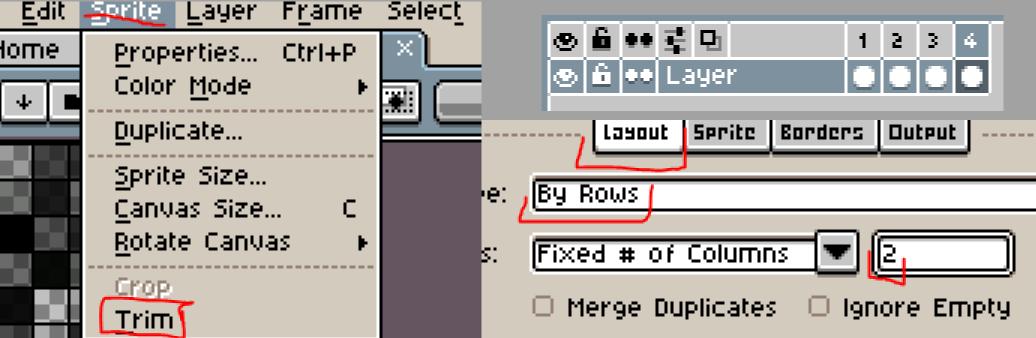 Edit Sprite Layer Frame Select
Home
Properties... Ctrl+P
Color Mode
Duplicate...
Sprite Size...
Canvas Size... C
Rotate Canvas
Crop
Trim
1 2 3 4
Layer
Layout Sprite Borders Output
By Rows
Fixed # of Columns 2
Merge Duplicates Ignore Empty